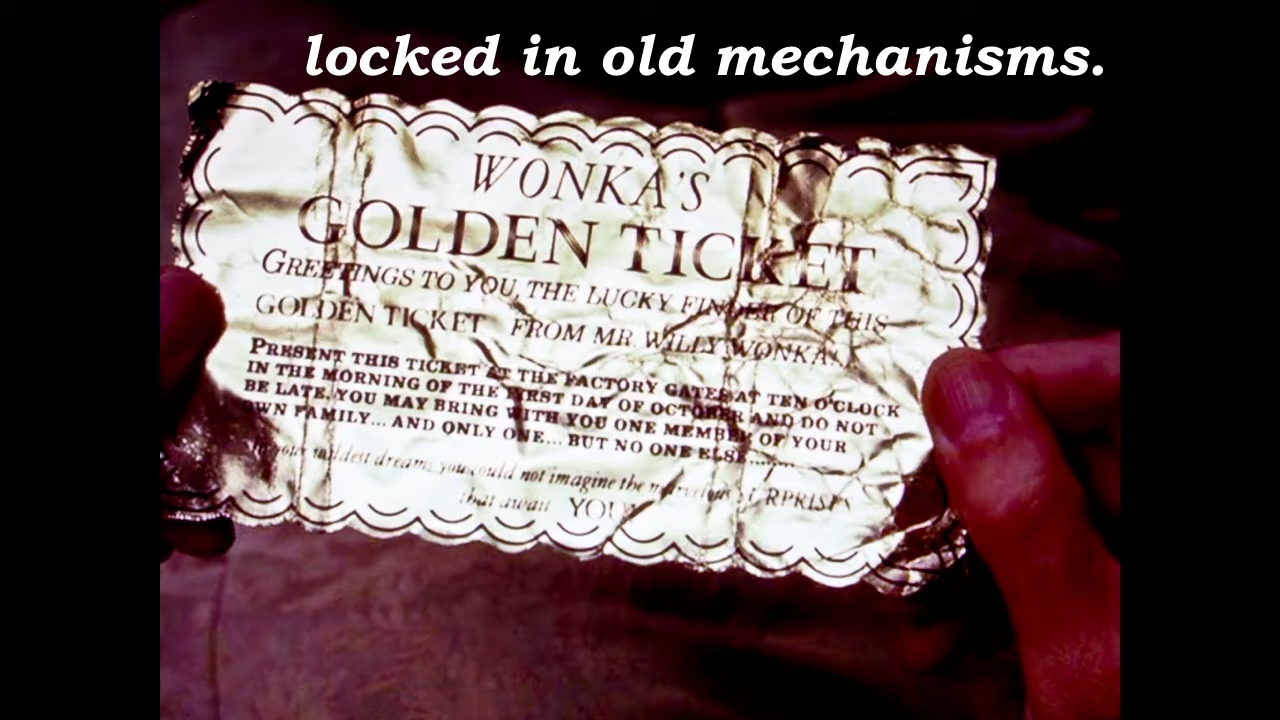 locked in old mechanisms.
WONKA'S
GOLDEN TICKET
GREETINGS TO YOU, THE LUCKY FINDER OF THIS
GOLDEN TICKET FROM MR. WILLY WONKA
PRESENT THIS TICKET AT THE FACTORY GATES AT TEN O'CLOCK
IN THE MORNING OF THE FIRST DAY OF OCTOBER AND DO NOT
BE LATE. YOU MAY BRING WITH YOU ONE MEMBER OF YOUR
OWN FAMILY... AND ONLY ONE... BUT NO ONE ELSE........
your wildest dreams you could not imagine the marvelous SURPRISES
that await YOU